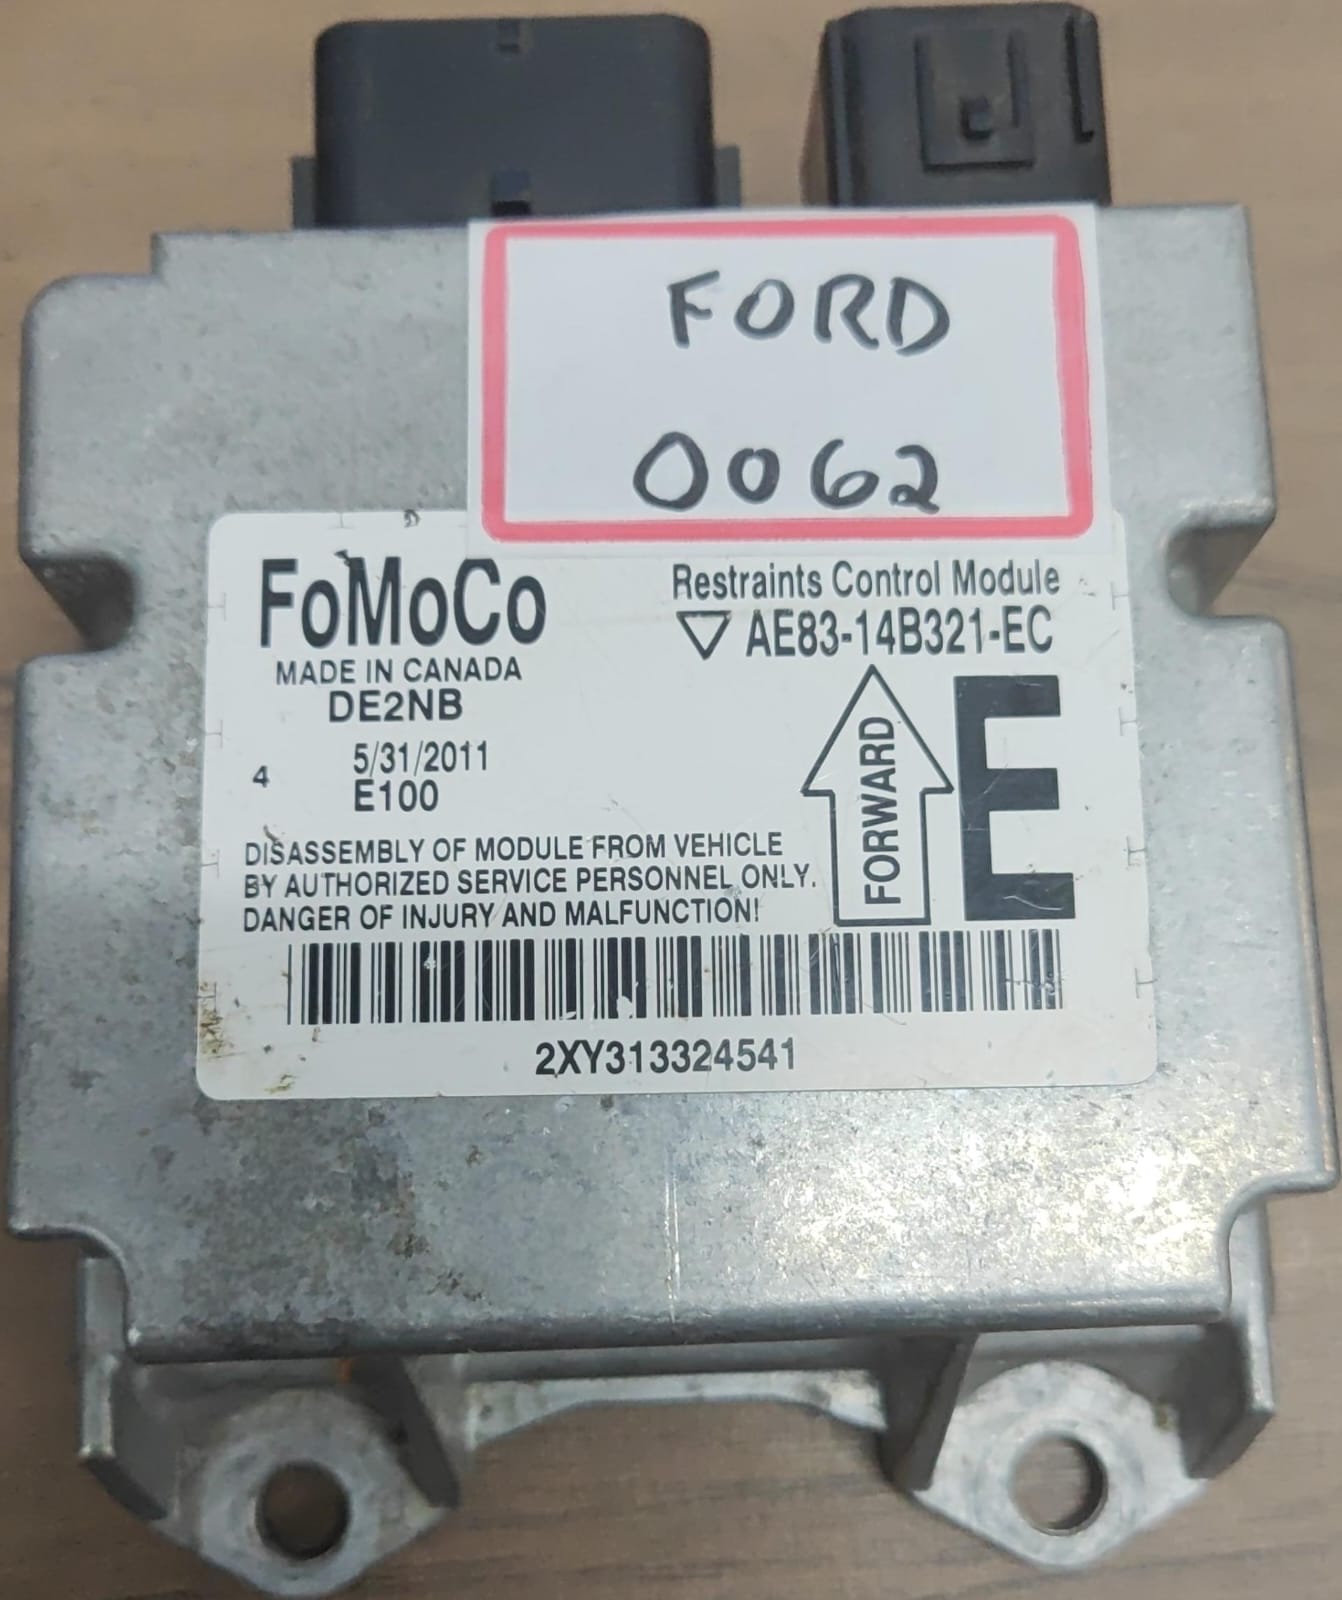 FORD
0062
FoMoCo
MADE IN CANADA
DE2NB
5/31/2011
4
E100
Restraints Control Module
AE83-14B321-EC
FORWARD
E
DISASSEMBLY OF MODULE FROM VEHICLE
BY AUTHORIZED SERVICE PERSONNEL ONLY.
DANGER OF INJURY AND MALFUNCTION!
2XY313324541